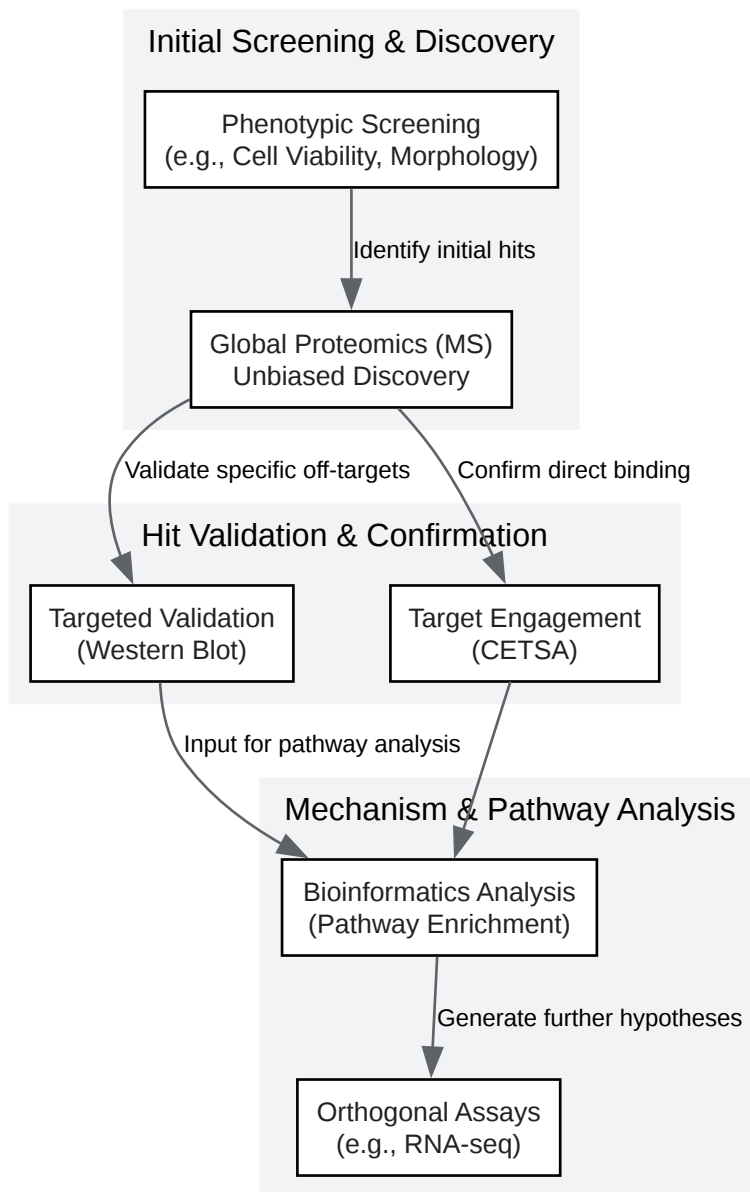 Initial Screening & Discovery
Phenotypic Screening
(e.g., Cell Viability, Morphology)
Identify initial hits
Global Proteomics (MS)
Unbiased Discovery
Validate specific off-targets
Confirm direct binding
Hit Validation & Confirmation
Targeted Validation
(Western Blot)
Target Engagement
(CETSA)
Input for pathway analysis
Mechanism & Pathway Analysis
Bioinformatics Analysis
(Pathway Enrichment)
Generate further hypotheses
Orthogonal Assays
(e.g., RNA-seq)